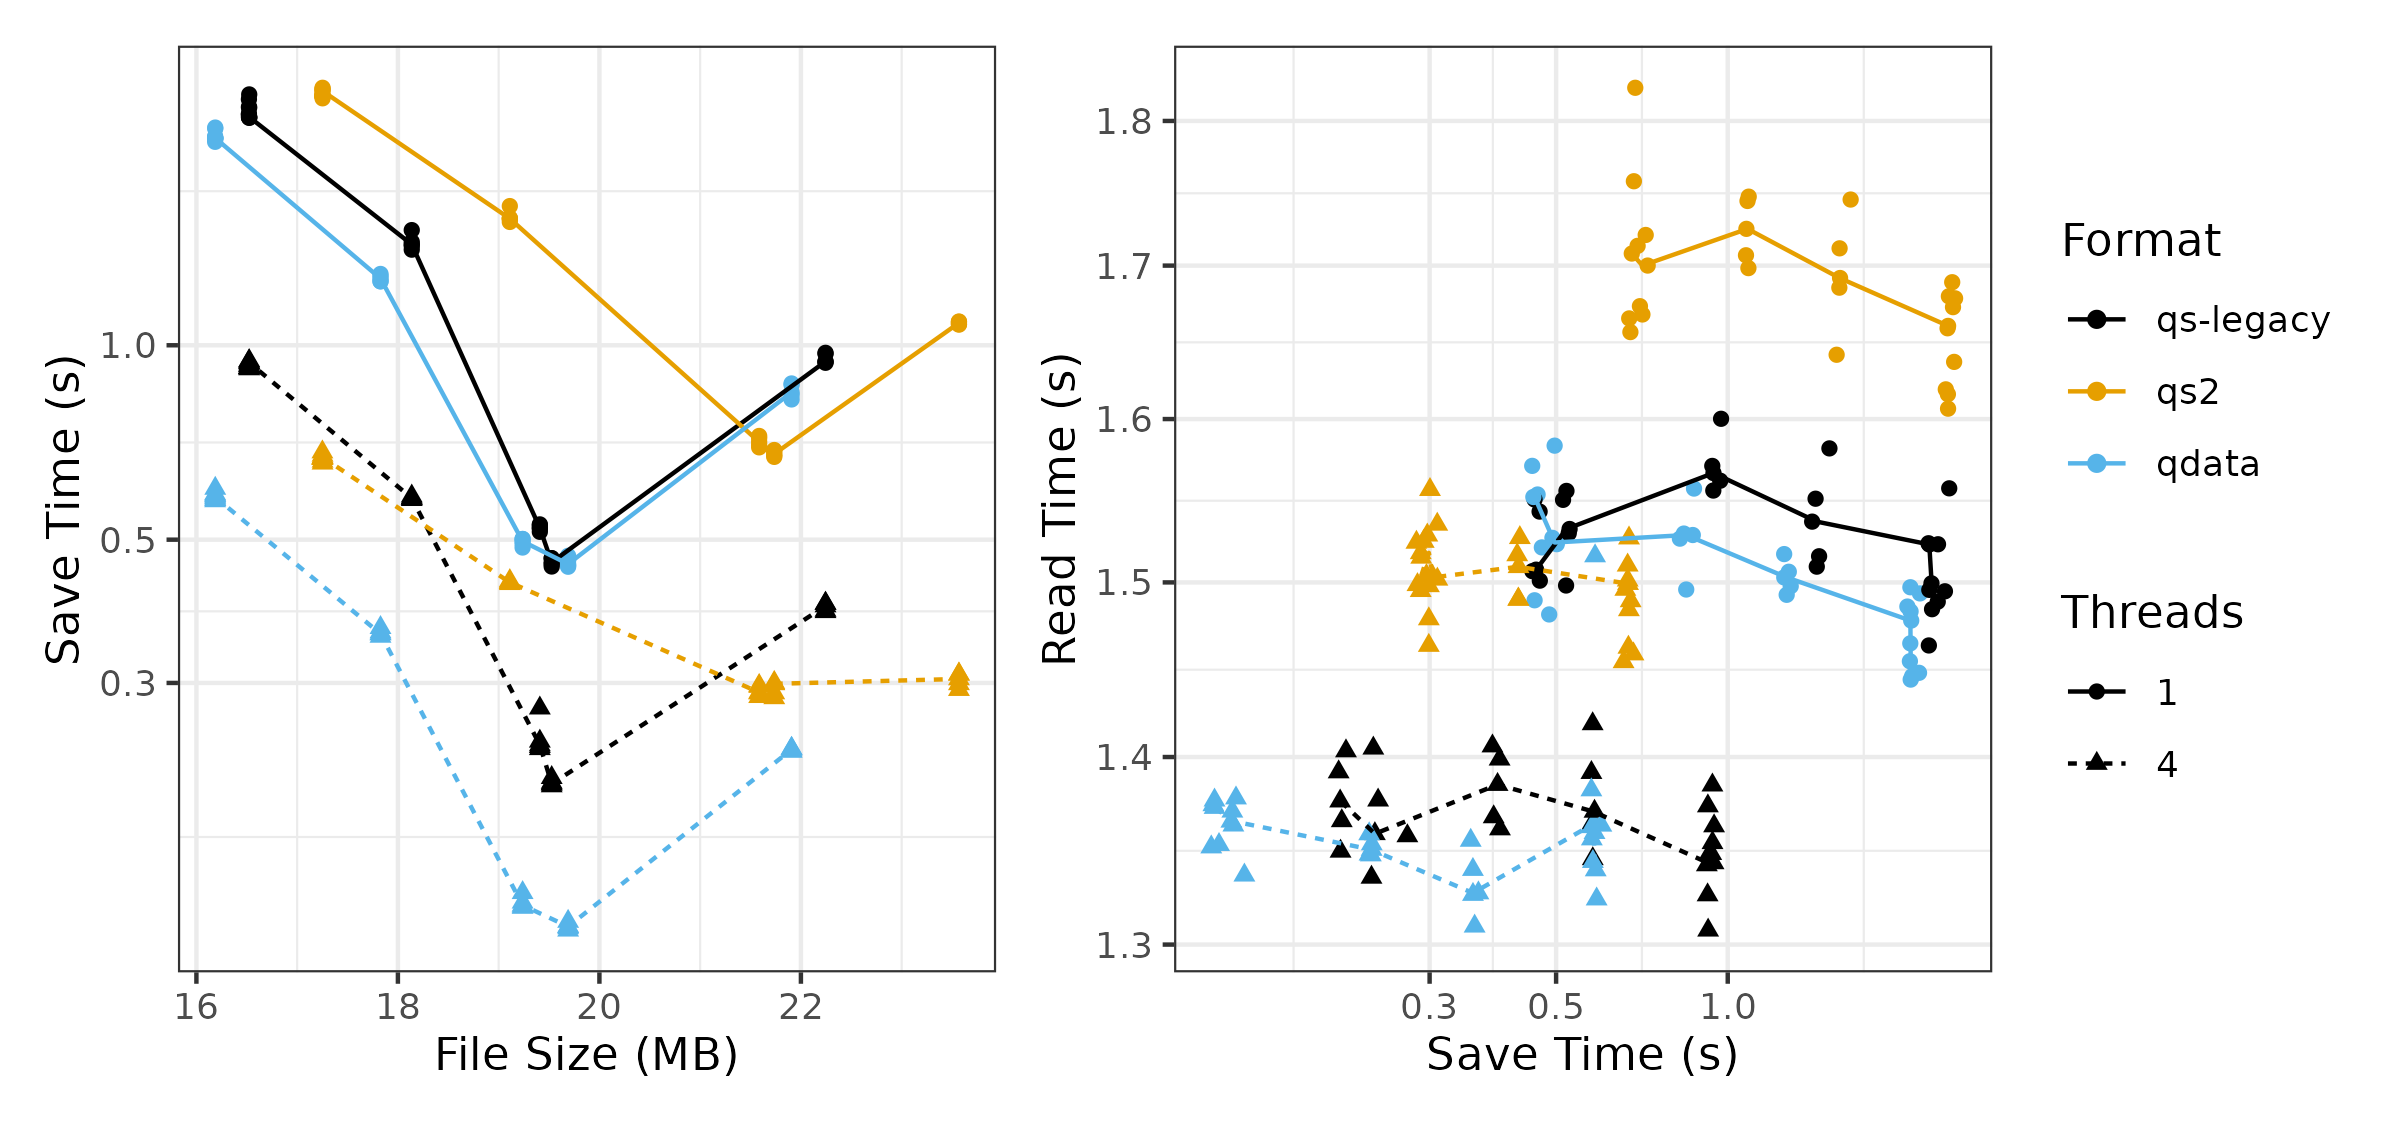 Save Time (s)
1.0
0.5
0.3
16 18 20 22
File Size (MB)
Read Time (s)
1.8
1.7
1.6
1.5
1.4
1.3
0.3 0.5 1.0
Save Time (s)
Format
qs-legacy
qs2
qdata
Threads
1
4